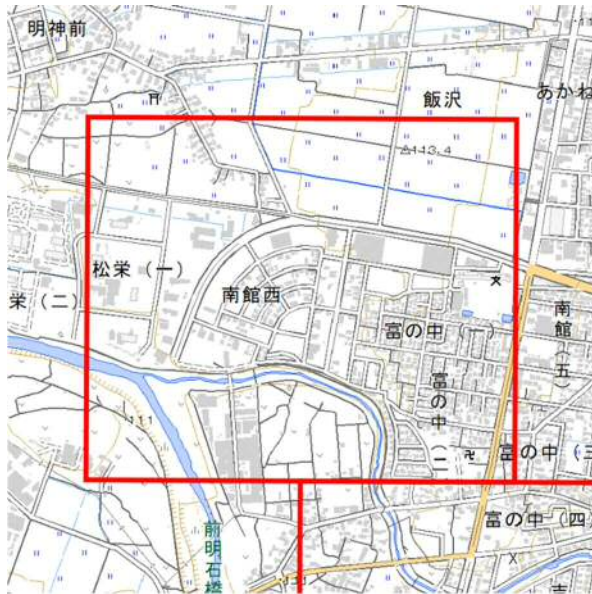 明神前
飯沢
あかね
113.4
松栄(一)
栄(二)
南館西
富の中(一)
南館(五)
富の中(二
111
富の中(三
富の中(四)
前明石橋
111
吉